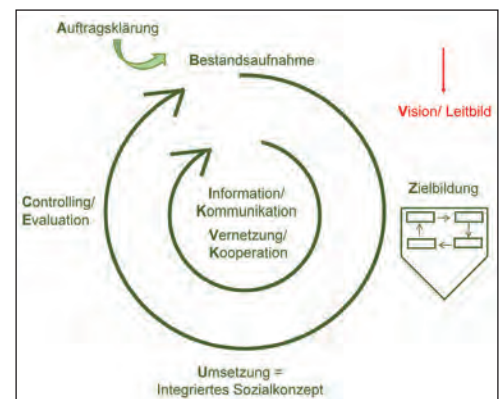 Auftragsklärung
Bestandsaufnahme
Vision/ Leitbild
Zielbildung
Controlling/
Evaluation
Information/
Kommunikation
Vernetzung/
Kooperation
Umsetzung =
Integriertes Sozialkonzept